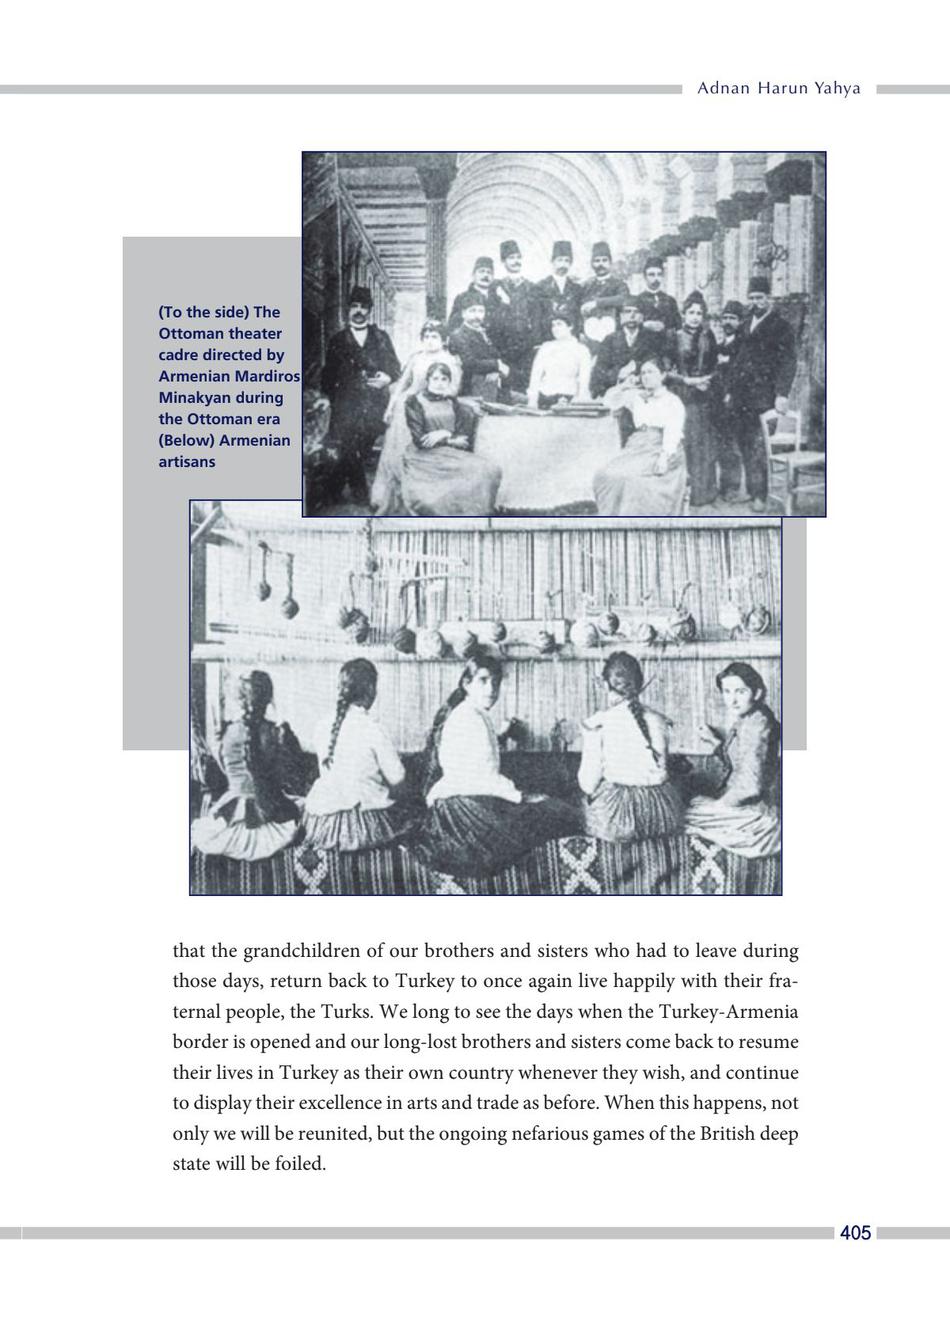 Adnan Harun Yahya
(To the side) The
Ottoman theater
cadre directed by
Armenian Mardiros
Minakyan during
the Ottoman era
(Below) Armenian
artisans
that the grandchildren of our brothers and sisters who had to leave during
those days, return back to Turkey to once again live happily with their fra-
ternal people, the Turks. We long to see the days when the Turkey-Armenia
border is opened and our long-lost brothers and sisters come back to resume
their lives in Turkey as their own country whenever they wish, and continue
to display their excellence in arts and trade as before. When this happens, not
only we will be reunited, but the ongoing nefarious games of the British deep
state will be foiled.
405